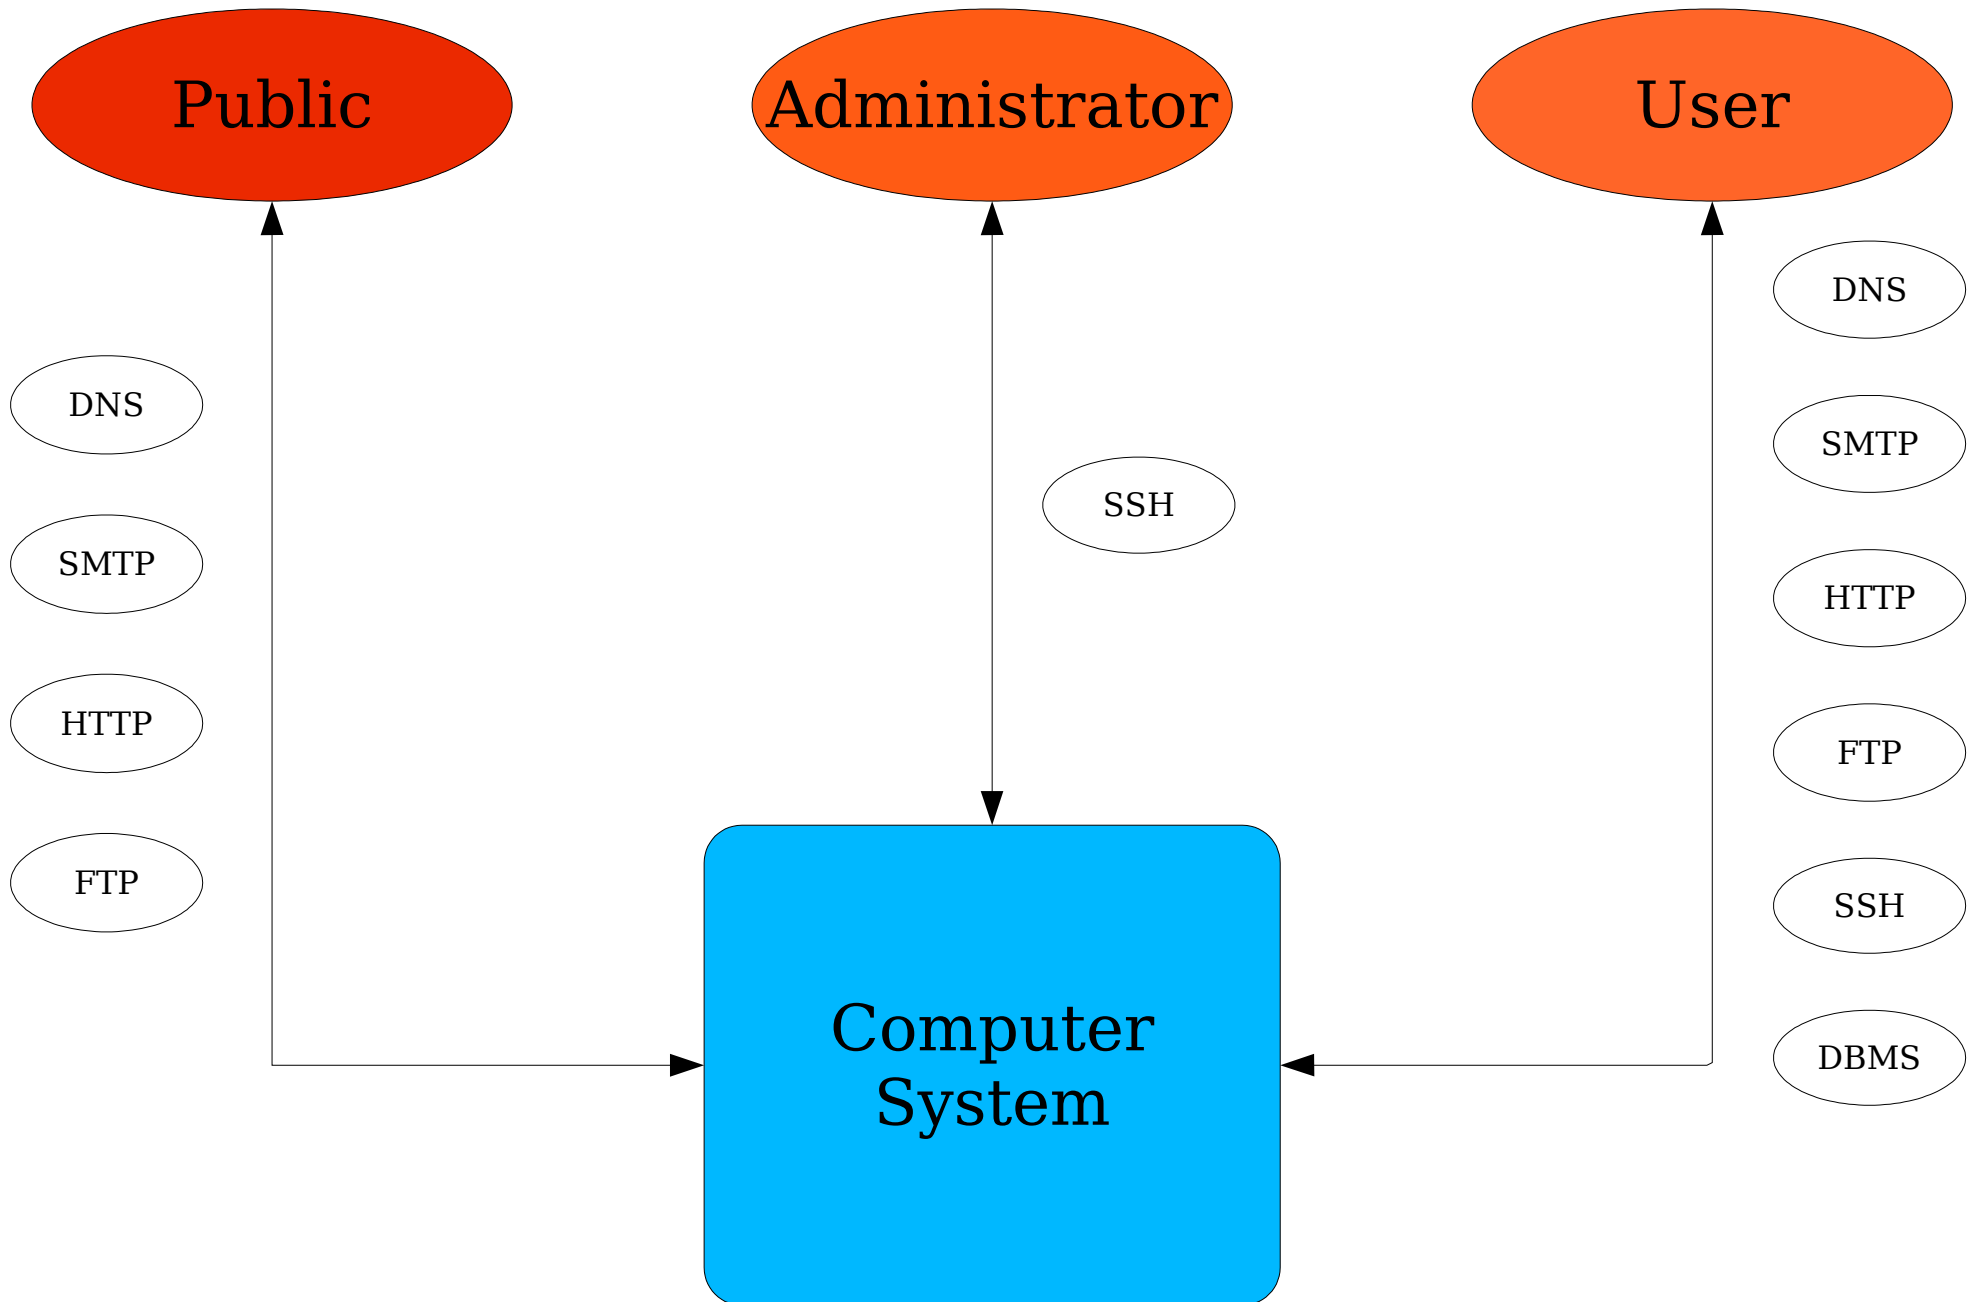 Public
Administrator
User
DNS
SMTP
HTTP
FTP
SSH
DNS
SMTP
HTTP
FTP
SSH
DBMS
Computer
System